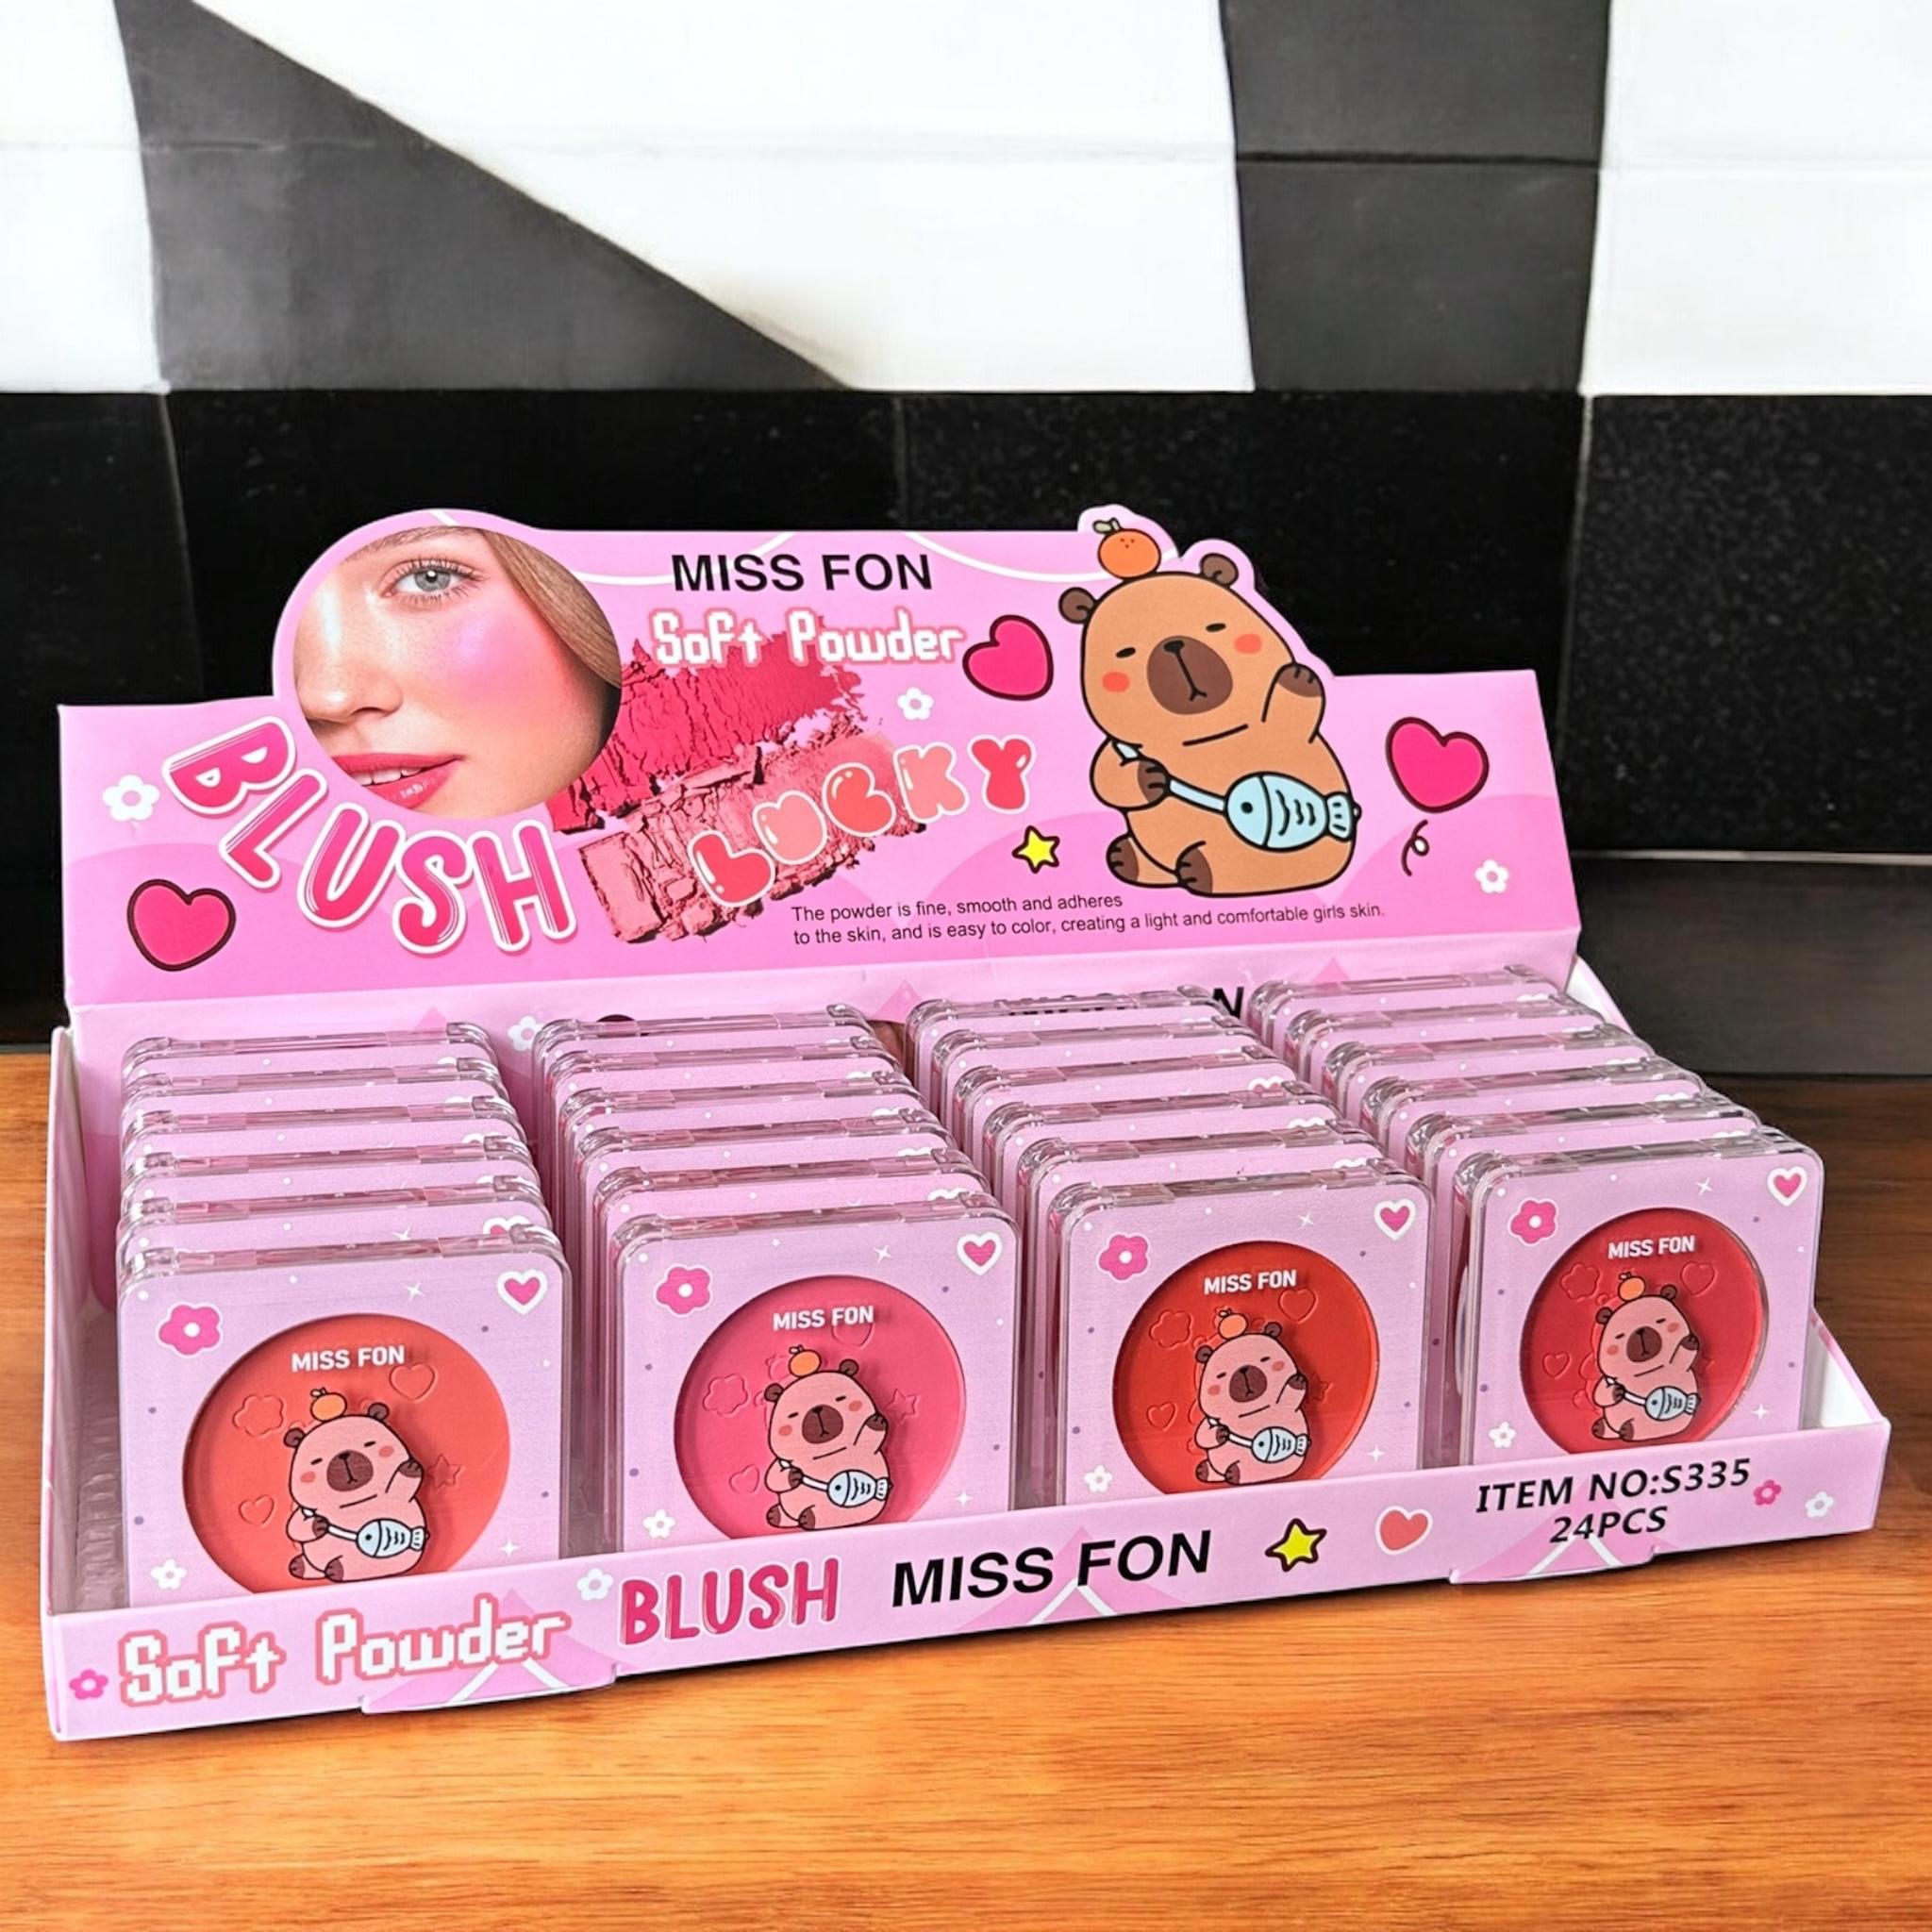 MISS FON
Soft Powder
BLUSH
LUCKY
The powder is fine, smooth and adheres
to the skin, and is easy to color, creating a light and comfortable girls skin.
MISS FON
MISS FON
MISS FON
MISS FON
Soft Powder BLUSH MISS FON
ITEM NO:S335
24PCS